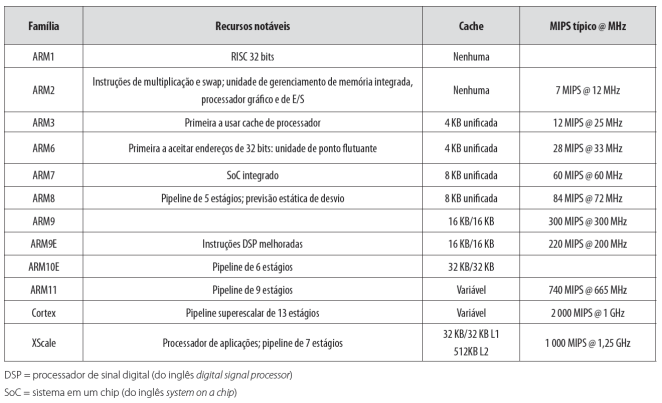 Família Recursos notáveis Cache MIPS típico @ MHz
ARM1 RISC 32 bits Nenhuma
ARM2 Instruções de multiplicação e swap; unidade de gerenciamento de memória integrada,
processador gráfico e de E/S Nenhuma 7 MIPS @ 12 MHz
ARM3 Primeira a usar cache de processador 4 KB unificada 12 MIPS @ 25 MHz
ARM6 Primeira a aceitar endereços de 32 bits: unidade de ponto flutuante 4 KB unificada 28 MIPS @ 33 MHz
ARM7 SoC integrado 8 KB unificada 60 MIPS @ 60 MHz
ARM8 Pipeline de 5 estágios; previsão estática de desvio 8 KB unificada 84 MIPS @ 72 MHz
ARM9 16 KB/16 KB 300 MIPS @ 300 MHz
ARM9E Instruções DSP melhoradas 16 KB/16 KB 220 MIPS @ 200 MHz
ARM10E Pipeline de 6 estágios 32 KB/32 KB
ARM11 Pipeline de 9 estágios Variável 740 MIPS @ 665 MHz
Cortex Pipeline superescalar de 13 estágios Variável 2 000 MIPS @ 1 GHz
XScale Processador de aplicações; pipeline de 7 estágios 32 KB/32 KB L1
512KB L2 1 000 MIPS @ 1,25 GHz
DSP = processador de sinal digital (do inglês digital signal processor)
SoC = sistema em um chip (do inglês system on a chip)